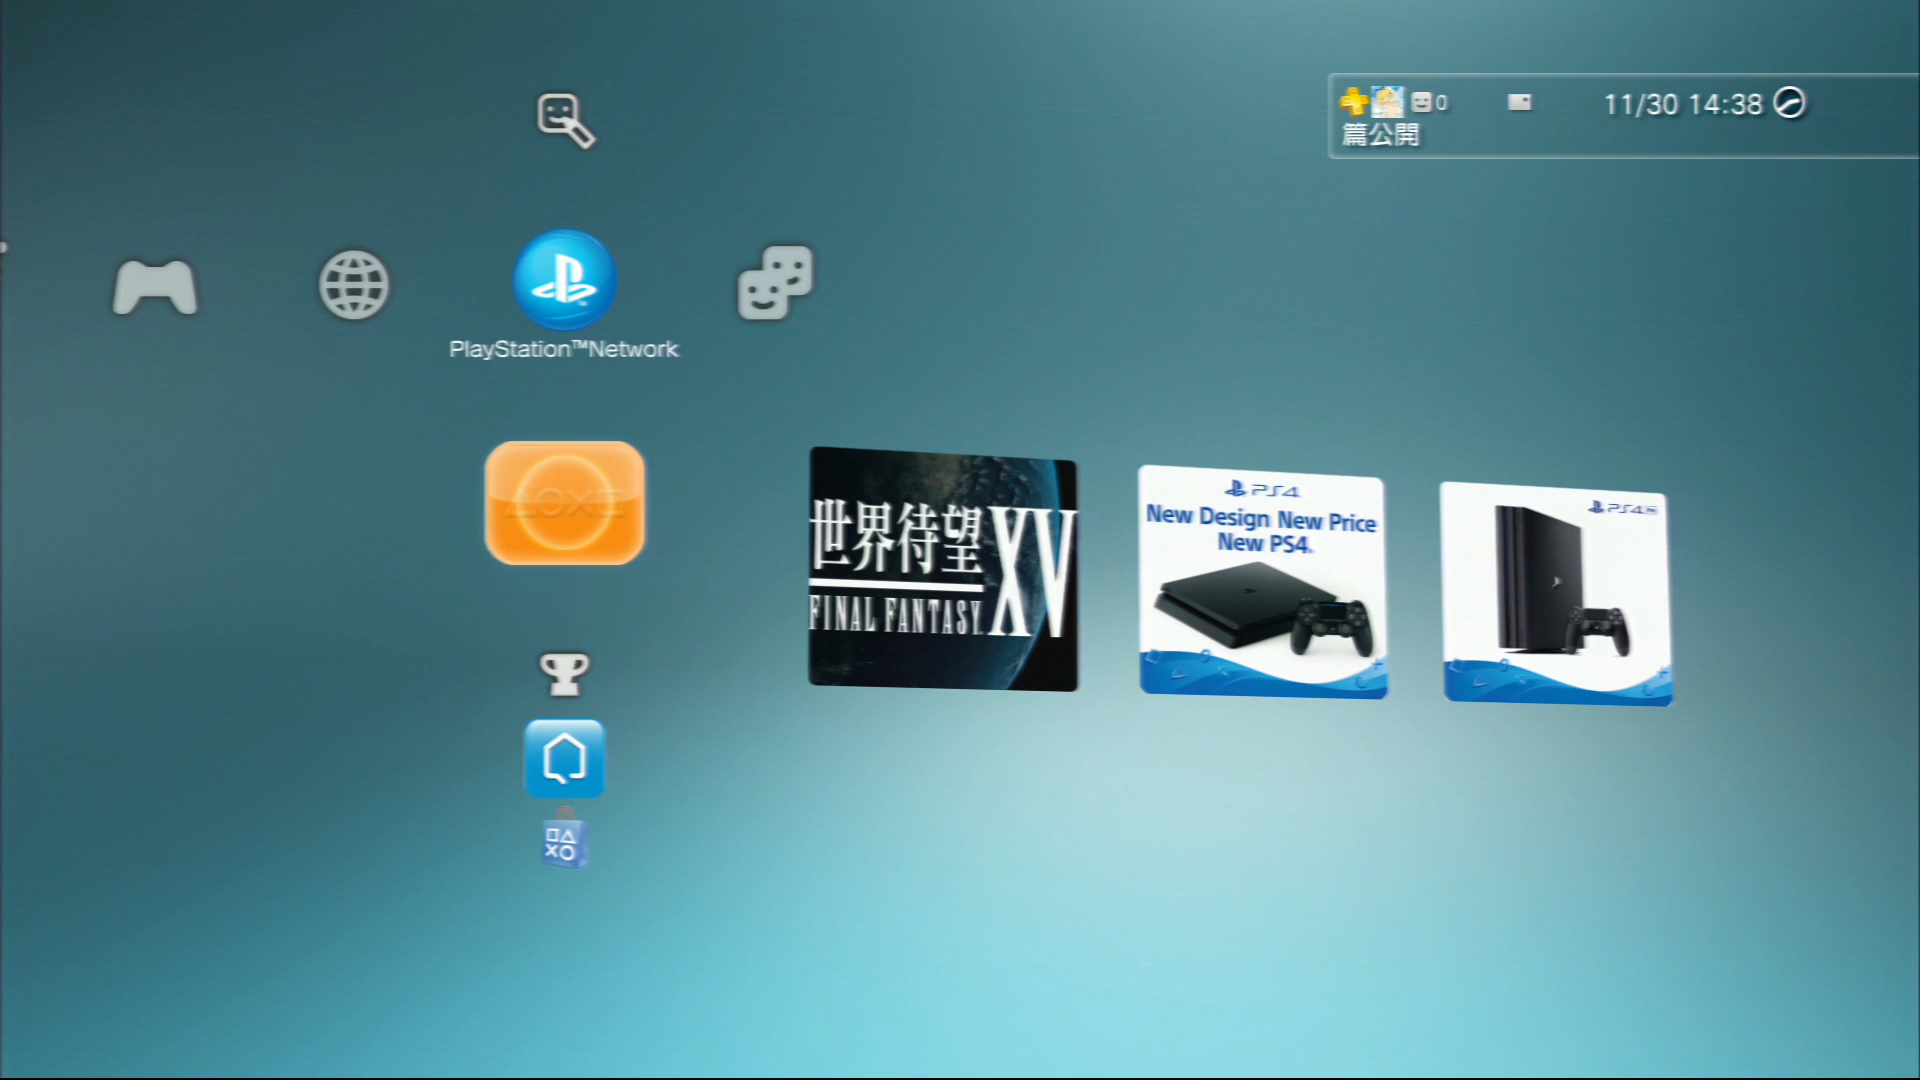 0
11/30 14:38
篇公開
PlayStation™Network
世界待望
FINAL FANTASY XV
PS4
New Design New Price
New PS4.
PS4